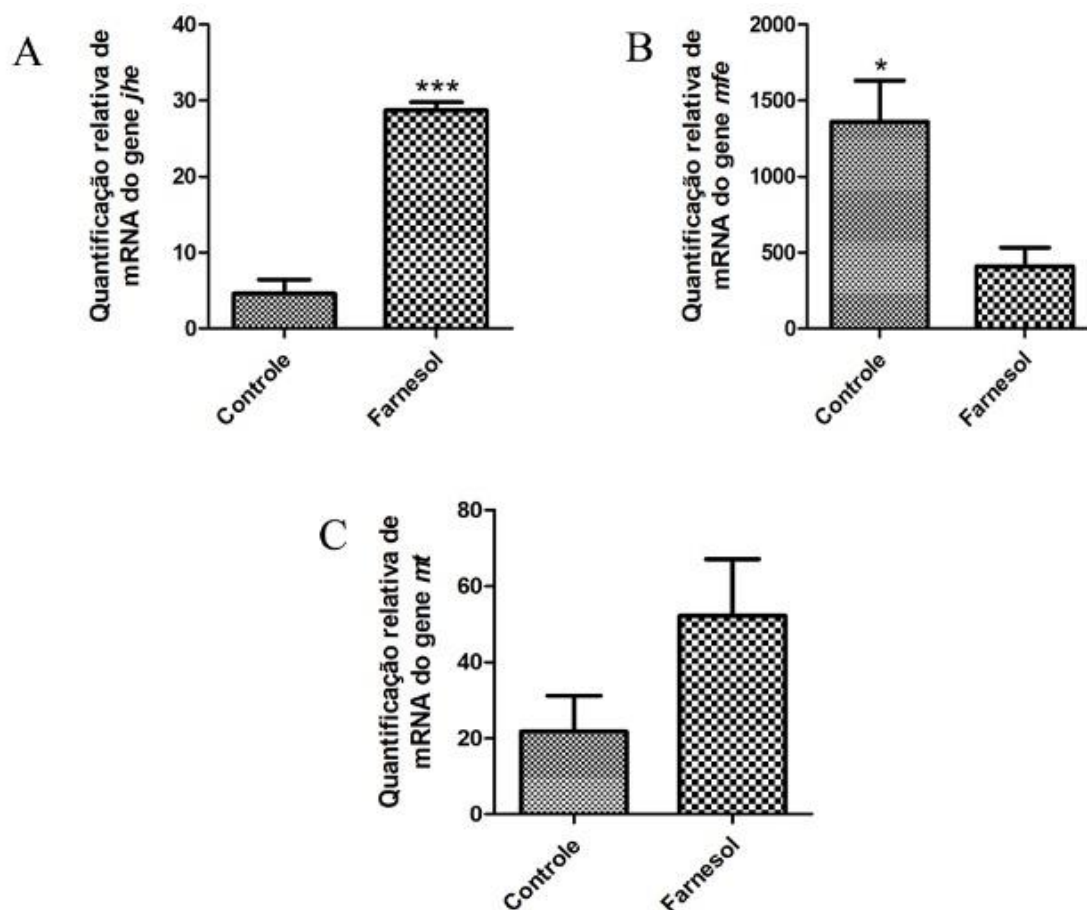 A
Quantificação relativa de
mRNA do gene jhe
40
30
20
10
0
***
Controle
Farnesol
B
Quantificação relativa de
mRNA do gene mfe
2000
1500
1000
500
0
*
Controle
Farnesol
C
Quantificação relativa de
mRNA do gene mt
80
60
40
20
0
Controle
Farnesol